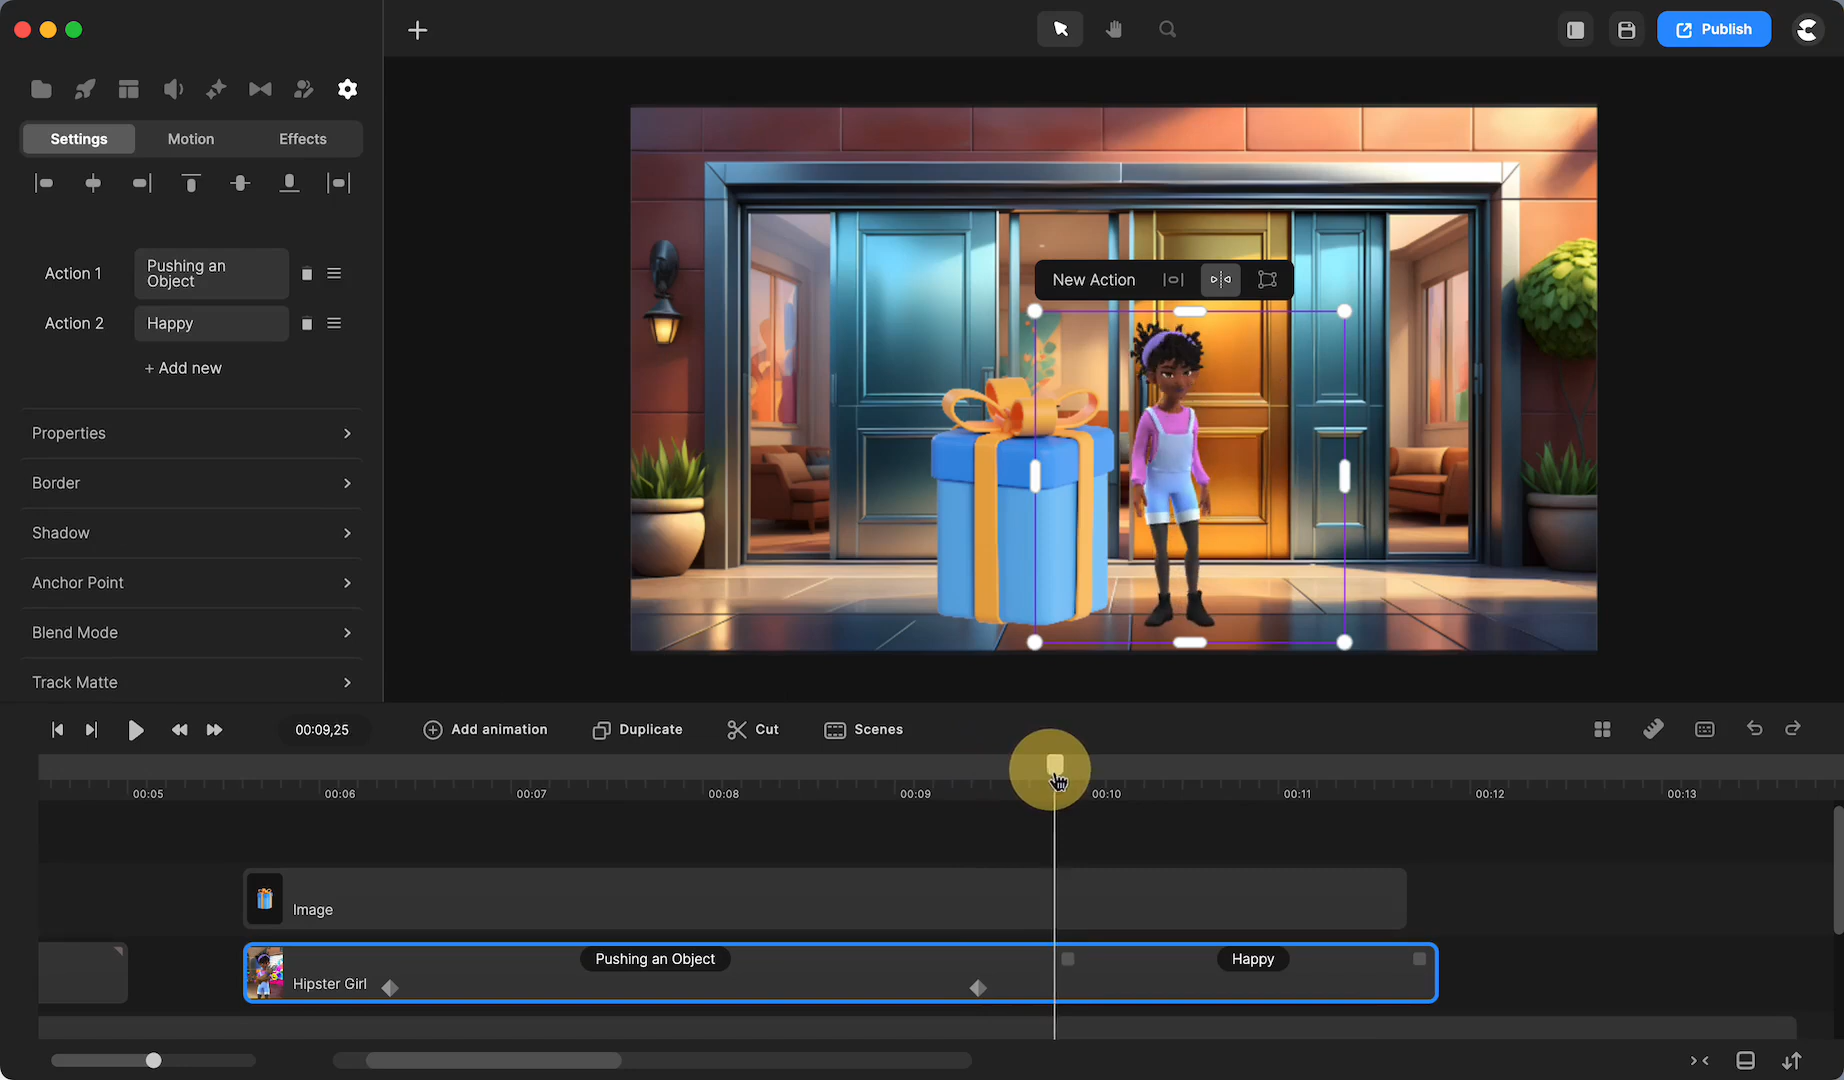 Publish
Settings
Motion
Effects
Action 1
Pushing an
Object
Action 2
Happy
+ Add new
Properties
Border
Shadow
Anchor Point
Blend Mode
Track Matte
New Action
00:09,25
Add animation
Duplicate
Cut
Scenes
00:05
00:06
00:07
00:08
00:09
00:10
00:11
00:12
00:13
Image
Pushing an Object
Happy
Hipster Girl